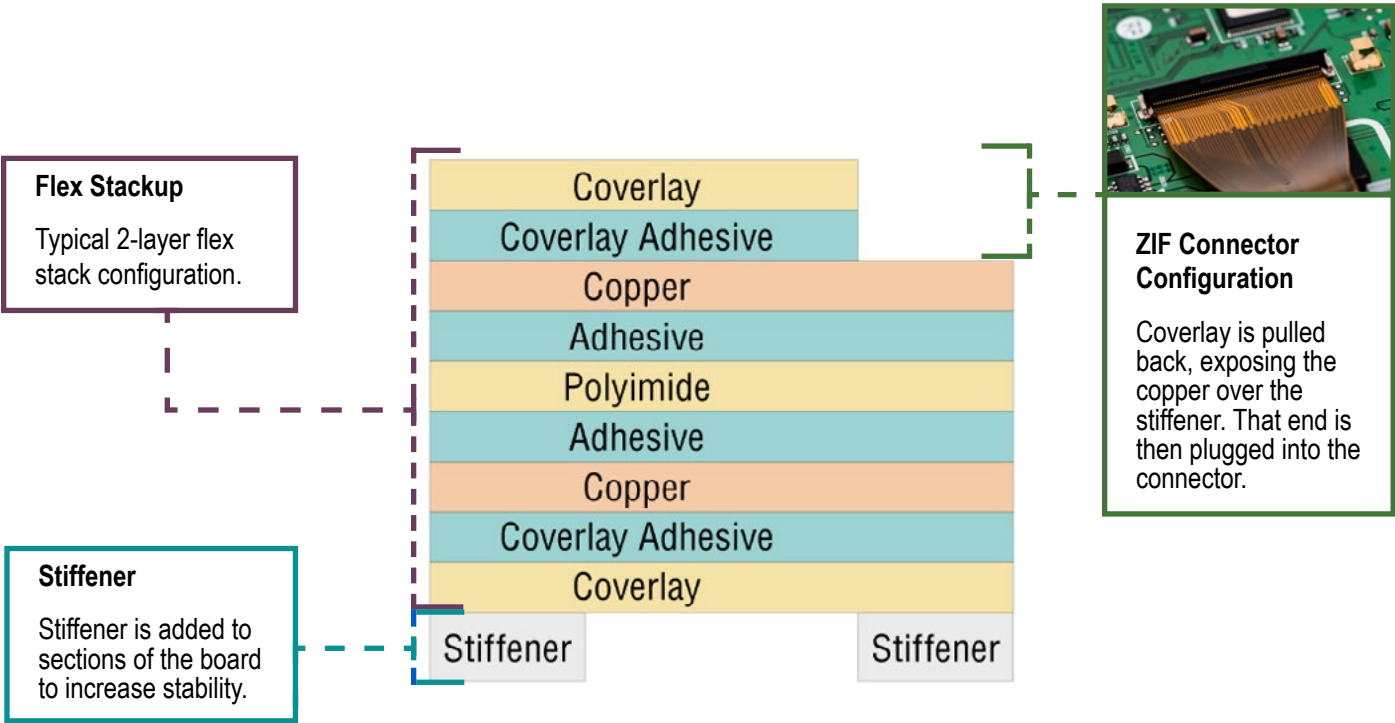 Flex Stackup
Typical 2-layer flex
stack configuration.
Coverlay
Coverlay Adhesive
Copper
Adhesive
Polyimide
Adhesive
Copper
Coverlay Adhesive
Coverlay
Stiffener
Stiffener
Stiffener
Stiffener is added to
sections of the board
to increase stability.
ZIF Connector
Configuration
Coverlay is pulled
back, exposing the
copper over the
stiffener. That end is
then plugged into the
connector.